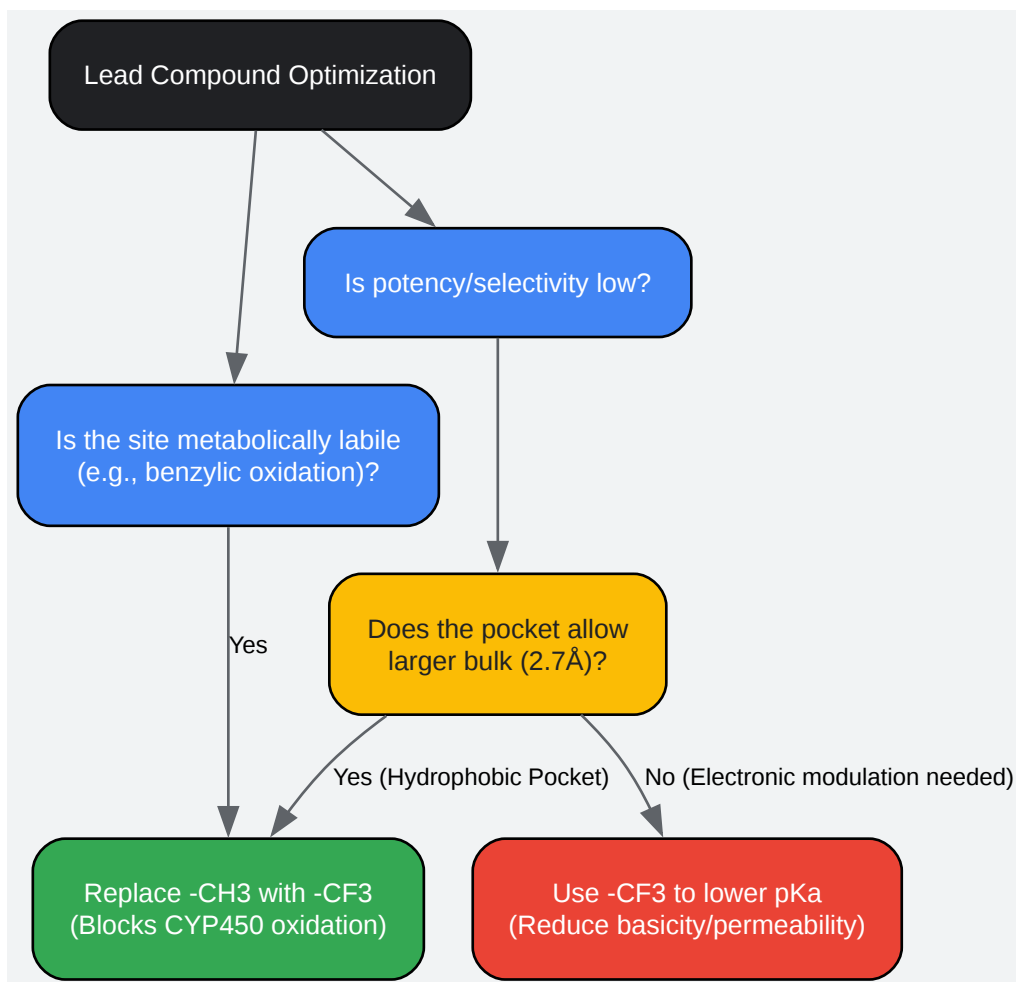 Lead Compound Optimization
Is potency/selectivity low?
Is the site metabolically labile
(e.g., benzylic oxidation)?
Does the pocket allow
larger bulk (2.7Å)?
Yes
Yes (Hydrophobic Pocket)
No (Electronic modulation needed)
Replace -CH3 with -CF3
(Blocks CYP450 oxidation)
Use -CF3 to lower pKa
(Reduce basicity/permeability)